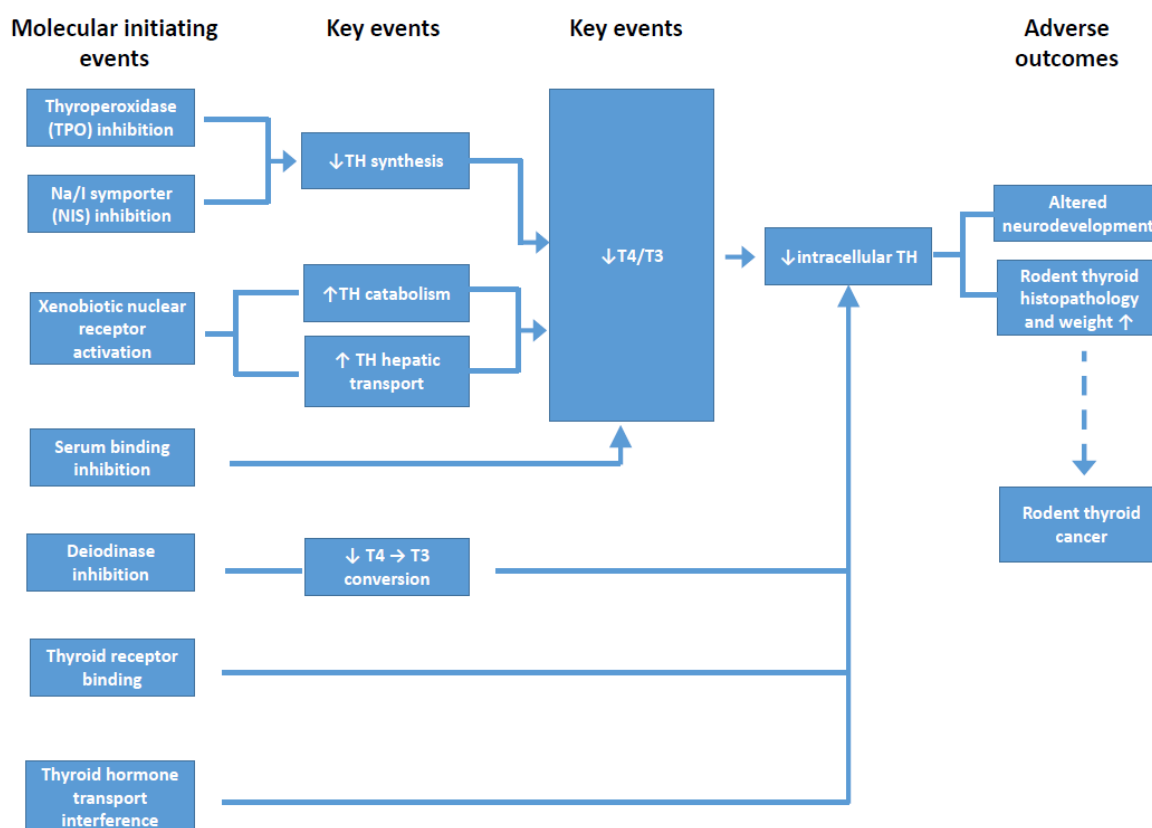 Molecular initiating
events
Key events
Key events
Adverse
outcomes
Thyroperoxidase
(TPO) inhibition
Na/I symporter
(NIS) inhibition
↓TH synthesis
Xenobiotic nuclear
receptor
activation
↑TH catabolism
↑ TH hepatic
transport
↓T4/T3
↓intracellular TH
Altered
neurodevelopment
Rodent thyroid
histopathology
and weight ↑
Serum binding
inhibition
Rodent thyroid
cancer
Deiodinase
inhibition
↓ T4 → T3
conversion
Thyroid receptor
binding
Thyroid hormone
transport
interference